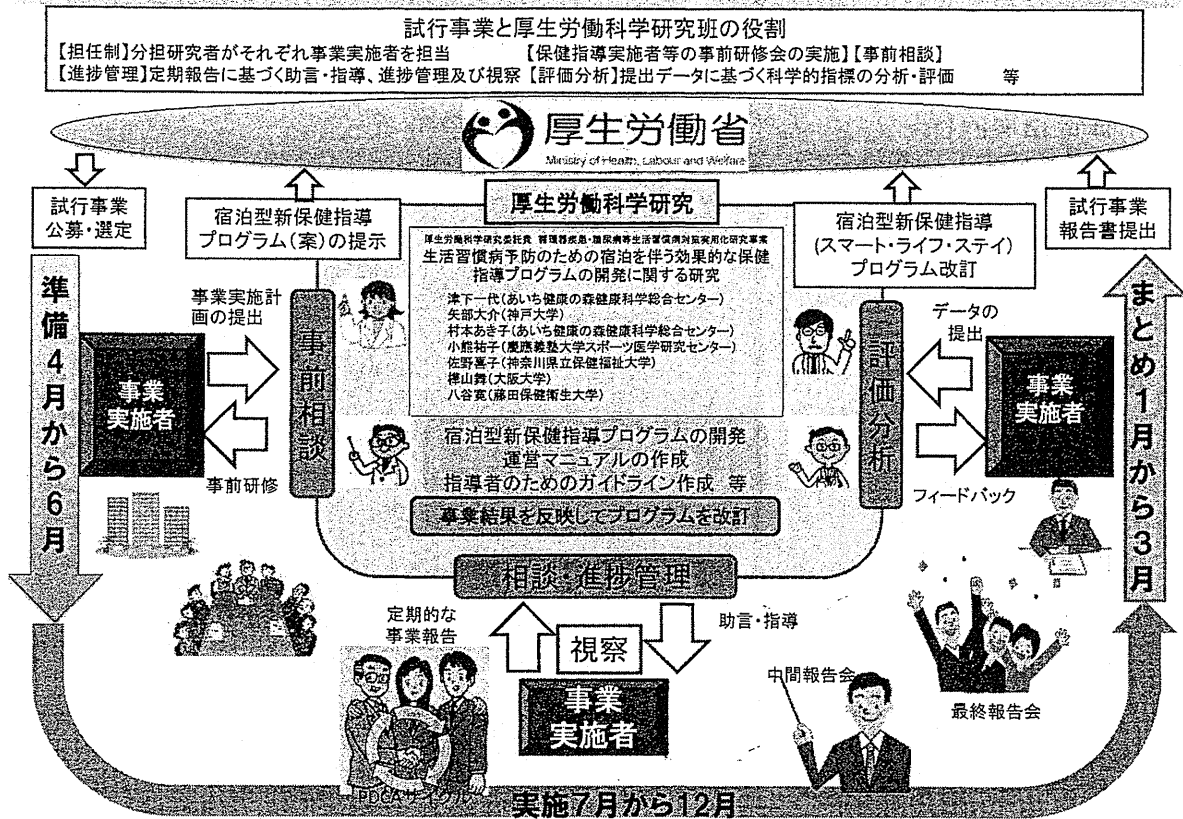 試行事業と厚生労働科学研究班の役割
【担任制】分担研究者がそれぞれ事業実施者を担当 【保健指導実施者等の事前研修会の実施】【事前相談】
【進捗管理】定期報告に基づく助言・指導、進捗管理及び視察 【評価分析】提出データに基づく科学的指標の分析・評価 等
厚生労働省
Ministry of Health, Labour and Welfare
試行事業
公募・選定
宿泊型新保健指導
プログラム(案)の提示
厚生労働科学研究
宿泊型新保健指導
(スマート・ライフ・ステイ)
プログラム改訂
試行事業
報告書提出
厚生労働科学研究委託費 循環器疾患・糖尿病等生活習慣病対策実用化研究事業
生活習慣病予防のための宿泊を伴う効果的な保健
指導プログラムの開発に関する研究
津下一代(あいち健康の森健康科学総合センター)
矢部大介(神戸大学)
村本あき子(あいち健康の森健康科学総合センター)
小熊祐子(慶應義塾大学スポーツ医学研究センター)
佐野喜子(神奈川県立保健福祉大学)
樺山舞(大阪大学)
八谷寛(藤田保健衛生大学)
準備4月から6月
事業実施計
画の提出
事業
実施者
事前研修
事前相談
宿泊型新保健指導プログラムの開発
運営マニュアルの作成
指導者のためのガイドライン作成 等
事業結果を反映してプログラムを改訂
評価分析
データの
提出
事業
実施者
フィードバック
まとめ1月から3月
相談・進捗管理
定期的な
事業報告
視察
助言・指導
事業
実施者
PDCAサイクル
中間報告会
最終報告会
実施7月から12月